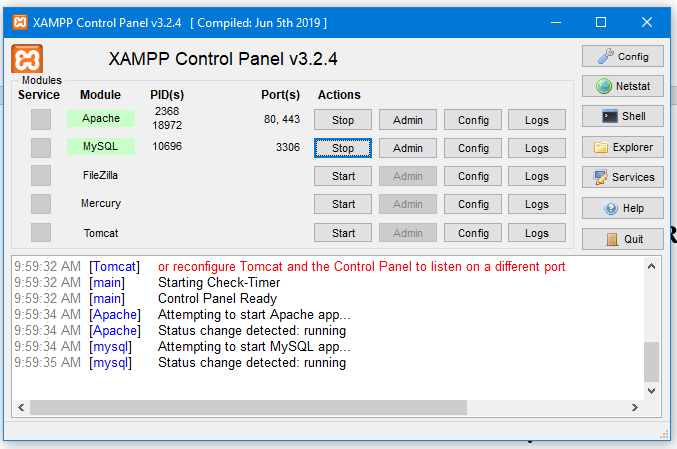 XAMPP Control Panel v3.2.4 [ Compiled: Jun 5th 2019 ]
XAMPP Control Panel v3.2.4
Modules
Service Module PID(s) Port(s) Actions
Apache 2368 18972 80, 443 Stop Admin Config Logs
MySQL 10696 3306 Stop Admin Config Logs
FileZilla Start Admin Config Logs
Mercury Start Admin Config Logs
Tomcat Start Admin Config Logs
Config
Netstat
Shell
Explorer
Services
Help
Quit
R
9:59:32 AM [Tomcat] or reconfigure Tomcat and the Control Panel to listen on a different port
9:59:32 AM [main] Starting Check-Timer
9:59:32 AM [main] Control Panel Ready
9:59:34 AM [Apache] Attempting to start Apache app...
9:59:34 AM [Apache] Status change detected: running
9:59:34 AM [mysql] Attempting to start MySQL app...
9:59:35 AM [mysql] Status change detected: running